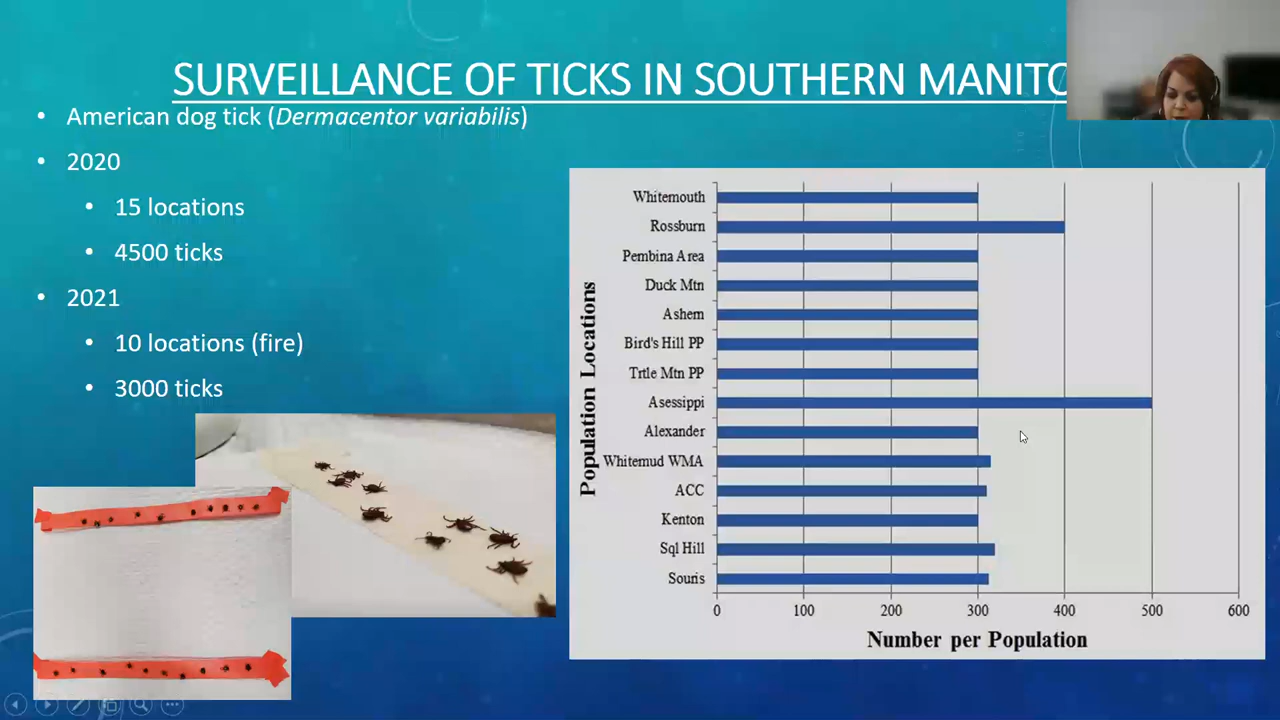 SURVEILLANCE OF TICKS IN SOUTHERN MANITO
• American dog tick (Dermacentor variabilis)
• 2020
• 15 locations
• 4500 ticks
• 2021
• 10 locations (fire)
• 3000 ticks
Population Locations
Whitemouth
Rossburn
Pembina Area
Duck Mtn
Ashern
Bird's Hill PP
Trtle Mtn PP
Asessippi
Alexander
Whitemud WMA
ACC
Kenton
Sql Hill
Souris
0 100 200 300 400 500 600
Number per Population